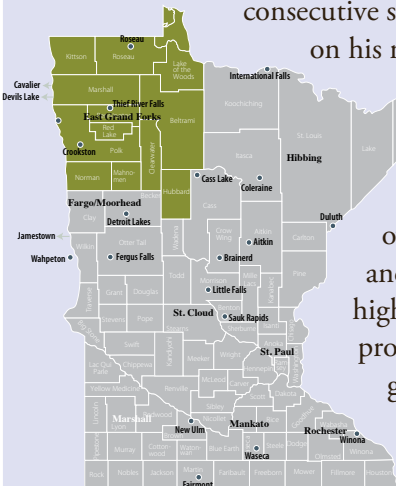 consecutive s
on his r
Roseau
Kittson
Roseau
Lake
of the
Woods
International Falls
Cavalier
Devils Lake
Marshall
Koochiching
Thief River Falls
East Grand Forks
Red
Lake
Beltrami
St. Louis
Lake
Crookston
Polk
Clearwater
Itasca
Hibbing
Norman
Mahno-
men
Cass Lake
Coleraine
Hubbard
Becker
Cass
Fargo/Moorhead
Clay
Detroit Lakes
Duluth
Jamestown
Wilkin
Otter Tail
Wadena
Crow
Wing
Aitkin
Aitkin
Carlton
o
Wahpeton
Fergus Falls
Brainerd
Pine
and
Todd
Morrison
Mille
Lacs
Kanabec
Little Falls
high
Traverse
Grant
Douglas
Benton
Sauk Rapids
St. Cloud
Stevens
Pope
Stearns
Sherburne
Isanti
Chisago
pro
Big Stone
Anoka
St. Paul
Swift
Kandiyohi
Meeker
Wright
Hennepin
Washington
g
Lac Qui
Parle
Chippewa
McLeod
Carver
Yellow Medicine
Renville
Scott
Dakota
Sibley
Lincoln
Lyon
Marshall
Redwood
Nicollet
Rice
Goodhue
Wabasha
Brown
New Ulm
Mankato
Rochester
Winona
Pipestone
Murray
Cotton
wood
Waton-
wan
Blue Earth
Waseca
Steele
Dodge
Olmsted
Winona
Rock
Nobles
Jackson
Martin
Faribault
Freeborn
Mower
Fillmore
Houston
Fairmont